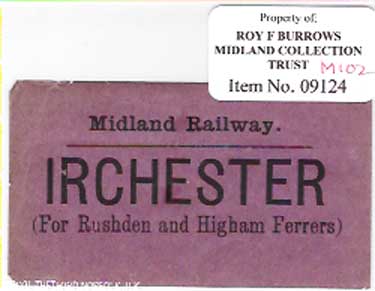 Property of;
ROY F BURROWS
MIDLAND COLLECTION
TRUST
M102
Item No. 09124
Midland Railway.
IRCHESTER
(For Rushden and Higham Ferrers)